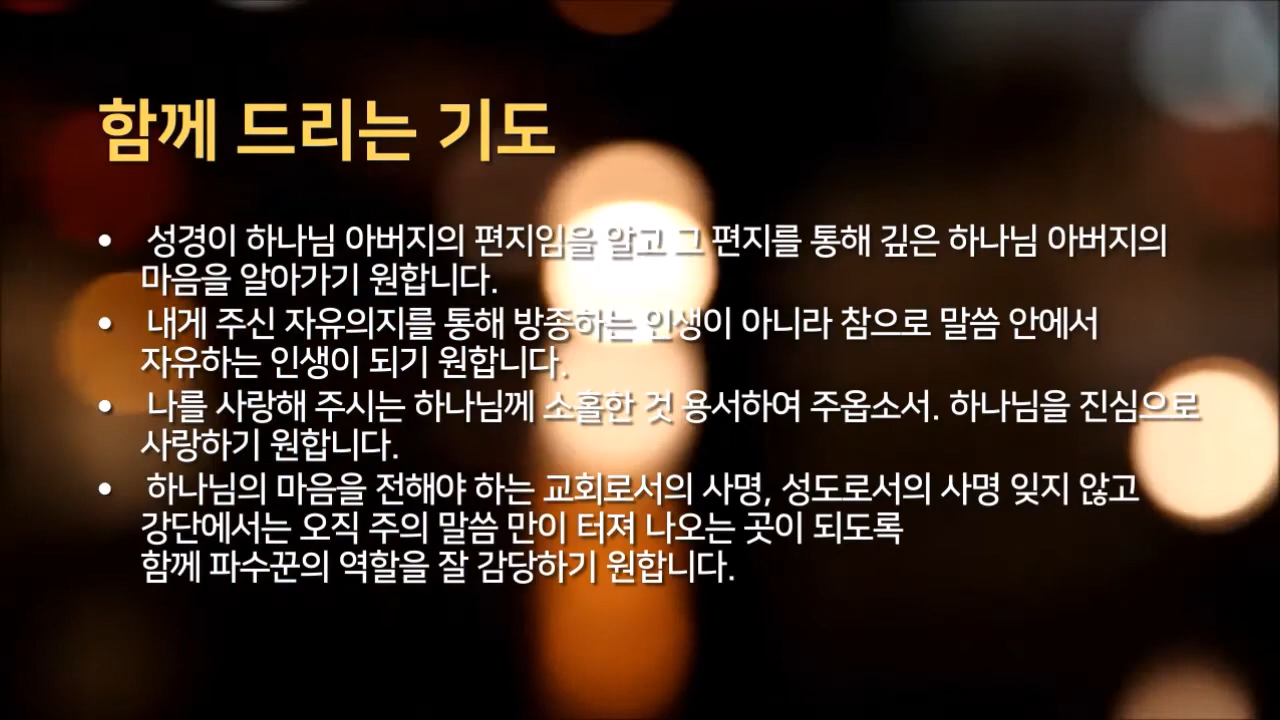 함께 드리는 기도
• 성경이 하나님 아버지의 편지임을 알고 그 편지를 통해 깊은 하나님 아버지의
마음을 알아가기 원합니다.
• 내게 주신 자유의지를 통해 방종하는 인생이 아니라 참으로 말씀 안에서
자유하는 인생이 되기 원합니다.
• 나를 사랑해 주시는 하나님께 소홀한 것 용서하여 주옵소서. 하나님을 진심으로
사랑하기 원합니다.
• 하나님의 마음을 전해야 하는 교회로서의 사명, 성도로서의 사명 잊지 않고
강단에서는 오직 주의 말씀 만이 터져 나오는 곳이 되도록
함께 파수꾼의 역할을 잘 감당하기 원합니다.